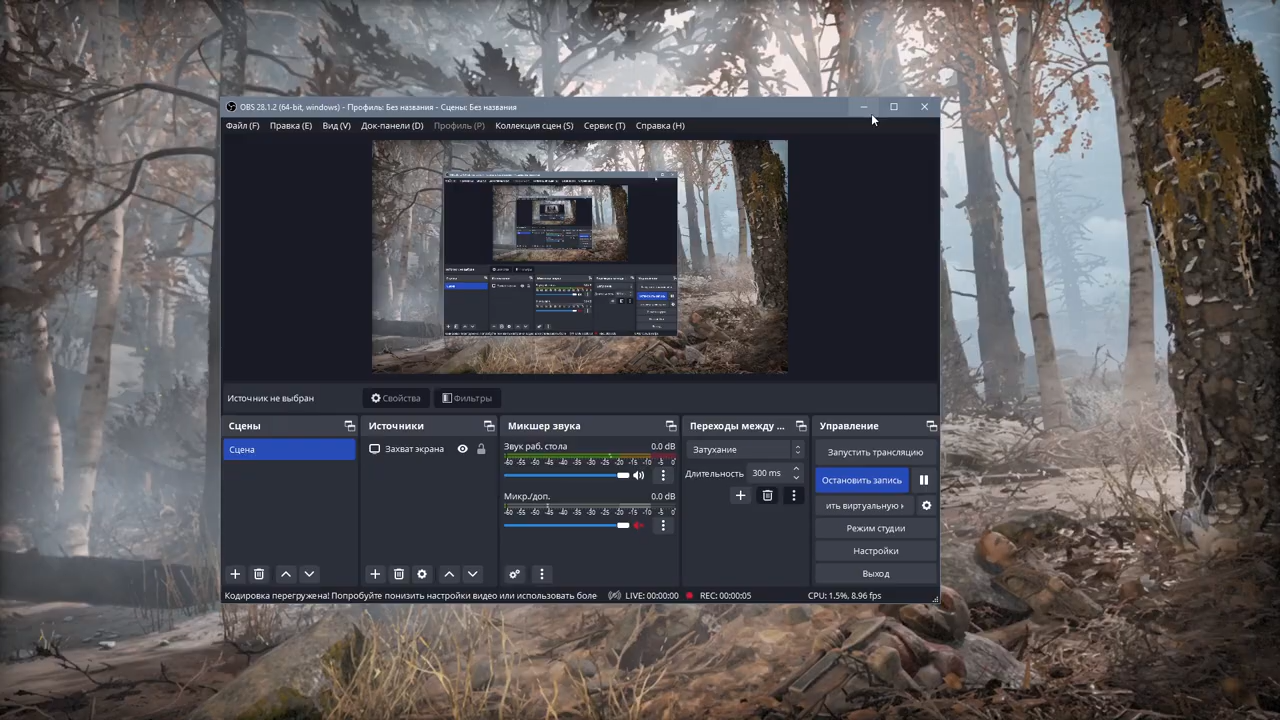 OBS 28.1.2 (64-bit, windows) - Профиль: Без названия - Сцены: Без названия
Файл (F) Правка (E) Вид (V) Док-панели (D) Профиль (P) Коллекция сцен (S) Сервис (T) Справка (H)
Источник не выбран Свойства Фильтры
Сцены Источники Микшер звука Переходы между ... Управление
Сцена
Захват экрана
Звук раб. стола 0.0 dB
-60 -55 -50 -45 -40 -35 -30 -25 -20 -15 -10 -5 0
Микр./доп. 0.0 dB
-60 -55 -50 -45 -40 -35 -30 -25 -20 -15 -10 -5 0
Затухание
Длительность 300 ms
Запустить трансляцию
Остановить запись
ить виртуальную к
Режим студии
Настройки
Выход
Кодировка перегружена! Попробуйте понизить настройки видео или использовать боле LIVE: 00:00:00 REC: 00:00:05 CPU: 1.5%, 8.96 fps